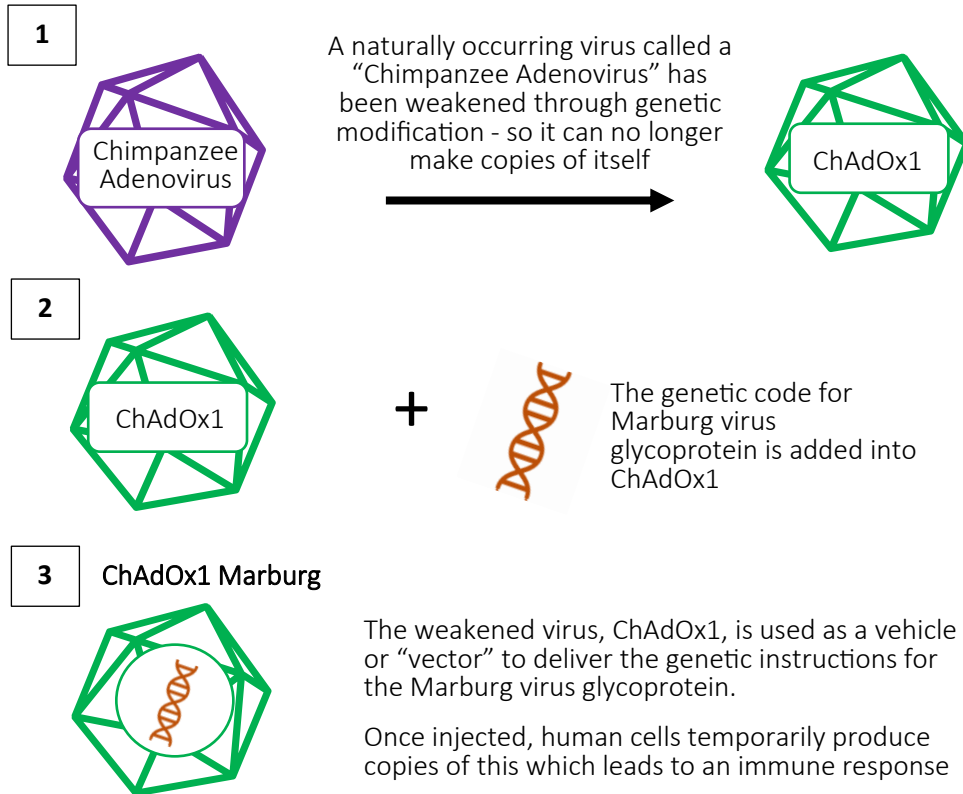 1
A naturally occurring virus called a
“Chimpanzee Adenovirus” has
been weakened through genetic
modification - so it can no longer
make copies of itself
Chimpanzee
Adenovirus
ChAdOx1
2
ChAdOx1
+
The genetic code for
Marburg virus
glycoprotein is added into
ChAdOx1
3
ChAdOx1 Marburg
The weakened virus, ChAdOx1, is used as a vehicle
or “vector” to deliver the genetic instructions for
the Marburg virus glycoprotein.
Once injected, human cells temporarily produce
copies of this which leads to an immune response